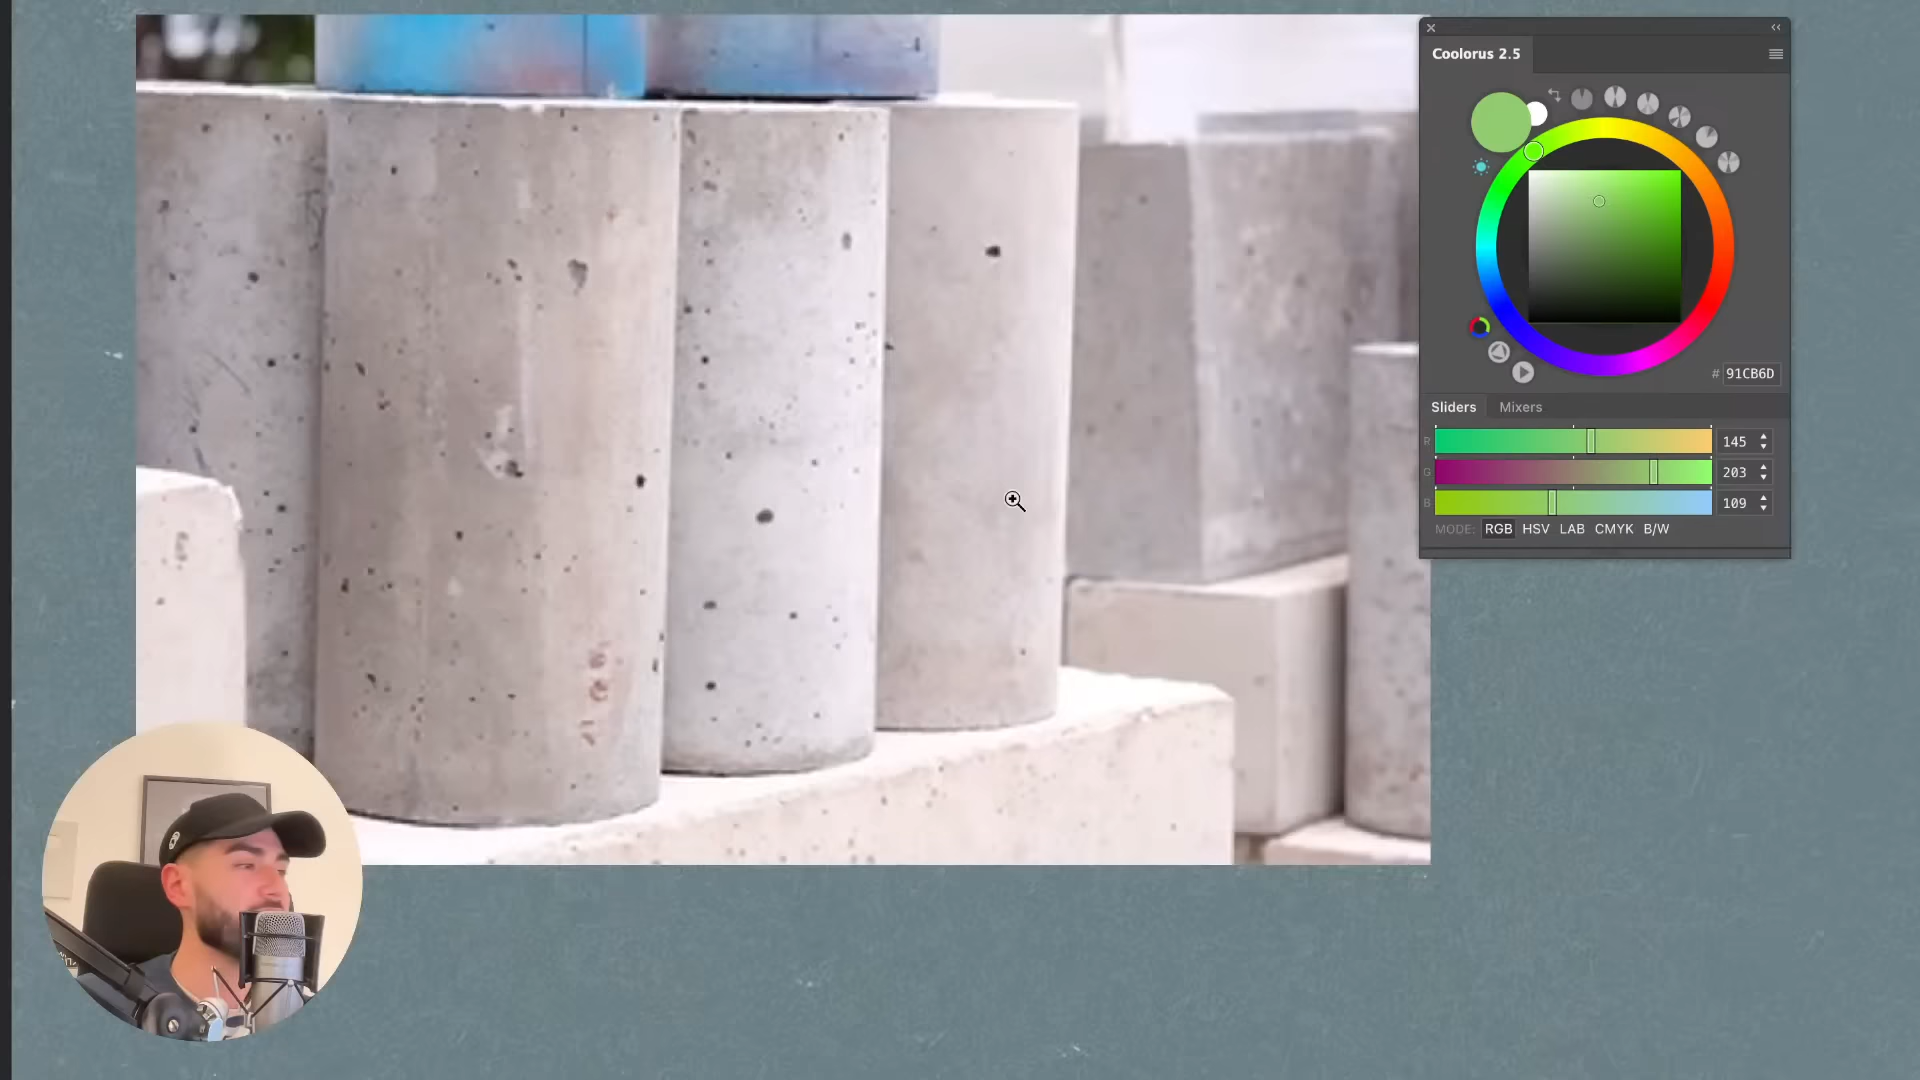 Coolorus 2.5
# 91CB6D
Sliders Mixers
R 145
G 203
B 109
MODE: RGB HSV LAB CMYK B/W